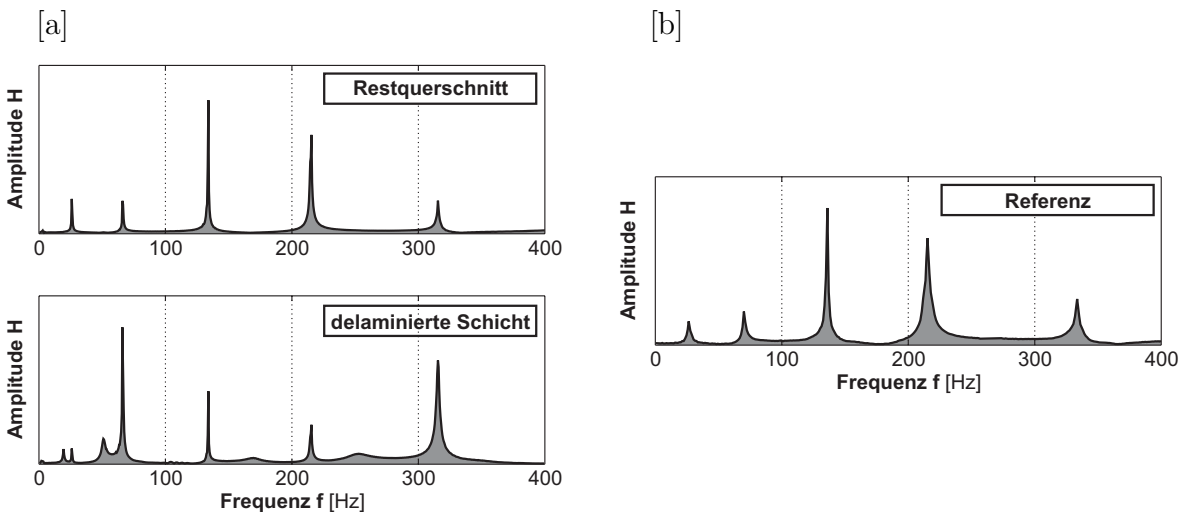 [a]
Amplitude H
Restquerschnitt
0 100 200 300 400
Amplitude H
delaminierte Schicht
0 100 200 300 400
Frequenz f [Hz]
[b]
Amplitude H
Referenz
0 100 200 300 400
Frequenz f [Hz]